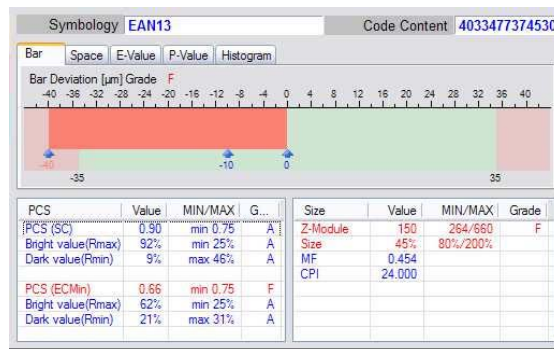 Symbology EAN13 Code Content 4033477374530
Bar Space E-Value P-Value Histogram
Bar Deviation [µm] Grade F
-40 -36 -32 -28 -24 -20 -16 -12 -8 -4 0 4 8 12 16 20 24 28 32 36 40
-40 -10 0
-35 35
PCS Value MIN/MAX G...
PCS (SC) 0.90 min 0.75 A
Bright value(Rmax) 92% min 25% A
Dark value(Rmin) 9% max 46% A
PCS (ECMin) 0.66 min 0.75 F
Bright value(Rmax) 62% min 25% A
Dark value(Rmin) 21% max 31% A
Size Value MIN/MAX Grade
Z-Module 150 264/660 F
Size 45% 80%/200%
MF 0.454
CPI 24.000